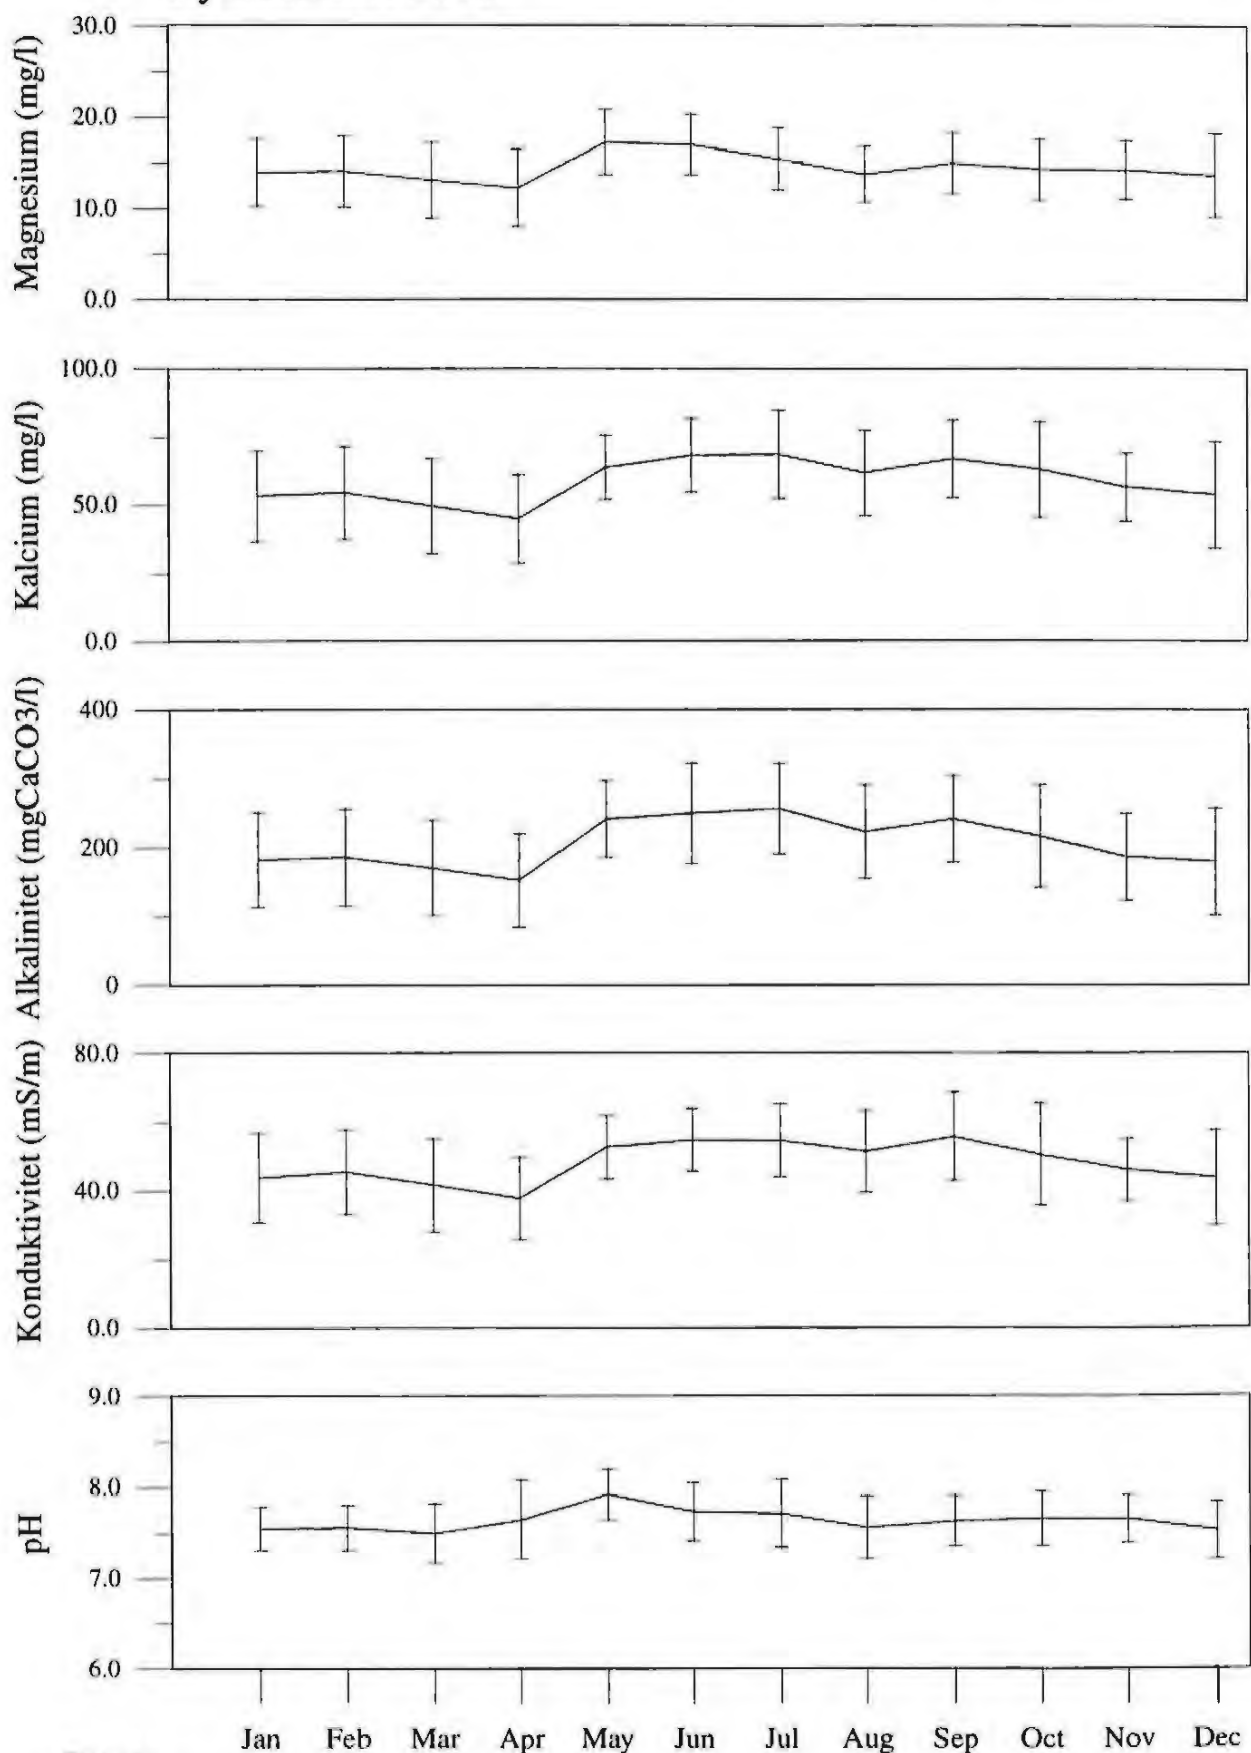 Magnesium (mg/l)
30.0
20.0
10.0
0.0
Kalcium (mg/l)
100.0
50.0
0.0
Alkalinitet (mgCaCO3/l)
400
200
0
Konduktivitet (mS/m)
80.0
40.0
0.0
pH
9.0
8.0
7.0
6.0
Jan Feb Mar Apr May Jun Jul Aug Sep Oct Nov Dec